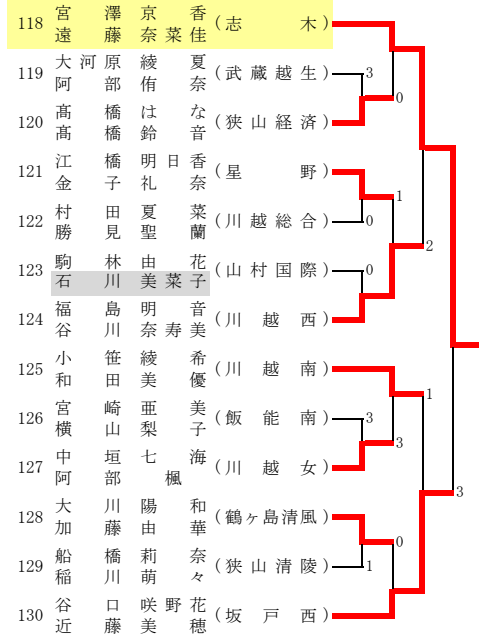 118 宮澤京香 (志木)
遠藤奈菜佳
119 大河原綾夏 (武蔵越生) 3
阿部侑奈
0
120 髙橋はな (狭山経済)
髙橋鈴音
121 江橋明日香 (星野)
金子礼奈
1
122 村田夏菜 (川越総合) 0
勝見聖蘭
2
123 駒林由花 (山村国際) 0
石川美菜子
124 福島明音 (川越西)
谷川奈寿美
125 小笹綾希 (川越南)
和田美優
1
126 宮崎亜美 (飯能南) 3
横山梨子
3
127 中垣七海 (川越女)
阿部楓
3
128 大川陽和 (鶴ヶ島清風)
加藤由華
0
129 船橋莉奈 (狭山清陵) 1
稲川萌々
130 谷口咲野花 (坂戸西)
近藤美穂